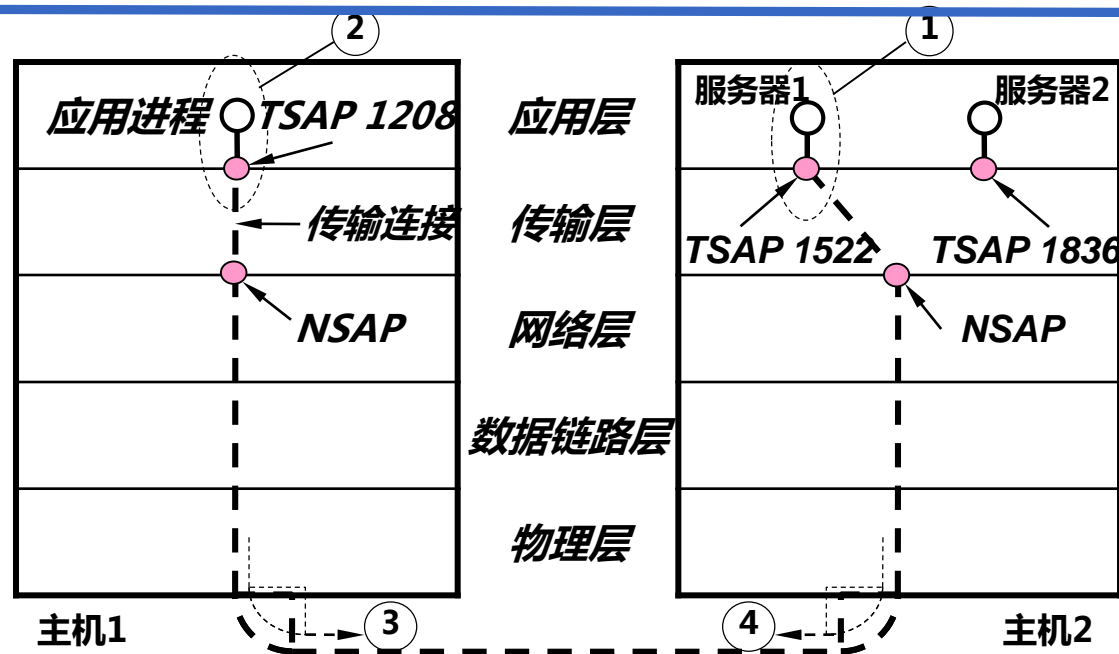 ②
①
服务器1
服务器2
应用进程
TSAP 1208
应用层
传输连接
传输层
TSAP 1522
TSAP 1836
NSAP
网络层
NSAP
数据链路层
物理层
主机1
③
④
主机2